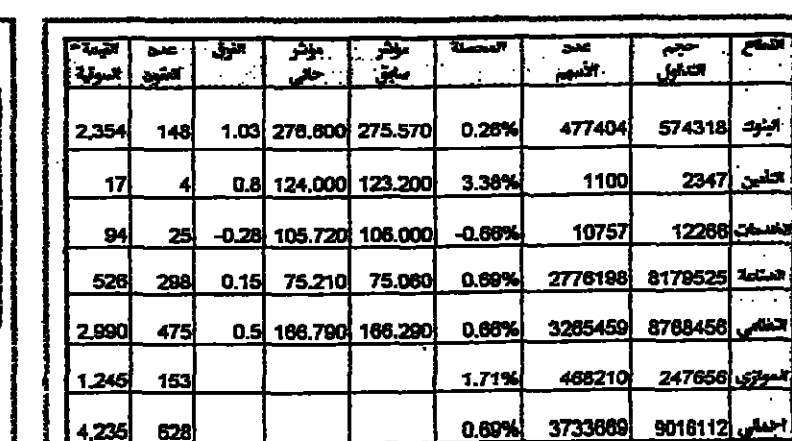 القطاع حجم التداول عدد الأسهم المحصلة مؤشر سابق مؤشر حالي الفرق عدد العقود القيمة السوقية
البنوك 574318 477404 0.26% 275.570 276.600 1.03 148 2,354
التأمين 2347 1100 3.38% 123.200 124.000 0.8 4 17
الخدمات 12266 10757 -0.66% 106.000 105.720 -0.28 25 94
الصناعة 8179525 2776198 0.69% 75.060 75.210 0.15 298 526
النظامي 8768456 3265459 0.66% 166.290 166.790 0.5 475 2,990
الموازي 247656 468210 1.71% 153 1,245
اجمالي 9016112 3733669 0.69% 628 4,235